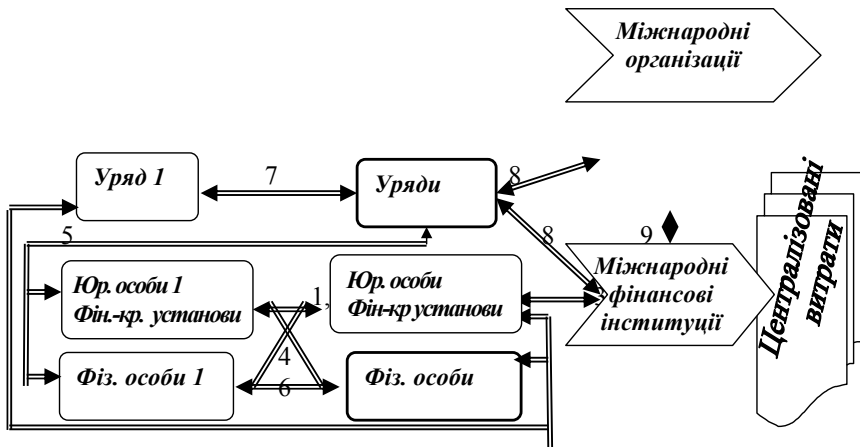 Міжнародні
організації
Уряд 1
7
Уряди
8
5
8
9
Юр. особи 1
Фін.-кр. установи
1,
Юр. особи
Фін-кр установи
Міжнародні
фінансові
інституції
Централізовані
витрати
4
Фіз. особи 1
6
Фіз. особи